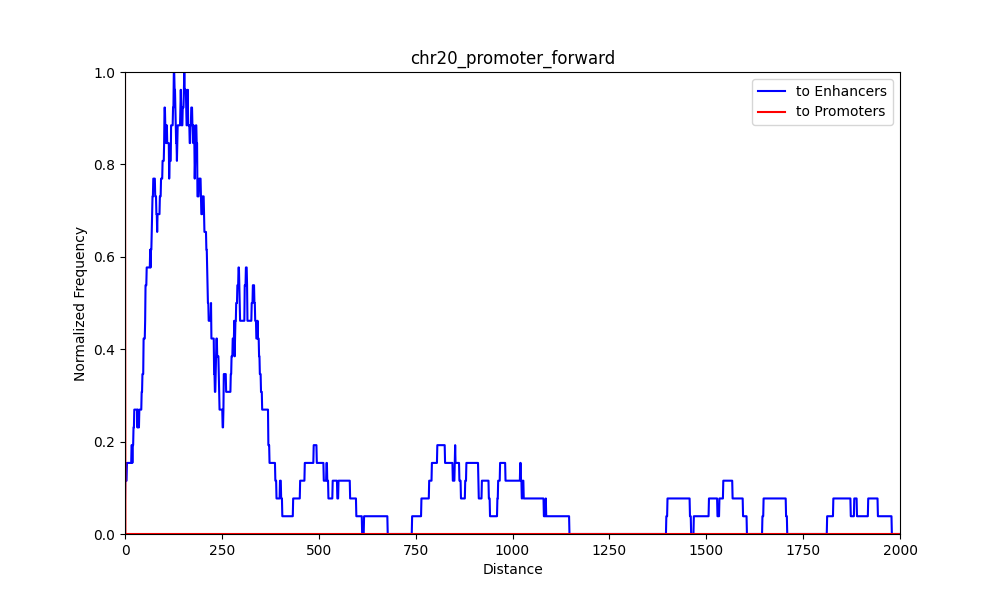 chr20_promoter_forward
to Enhancers
to Promoters
1.0
0.8
0.6
0.4
0.2
0.0
Normalized Frequency
0 250 500 750 1000 1250 1500 1750 2000
Distance